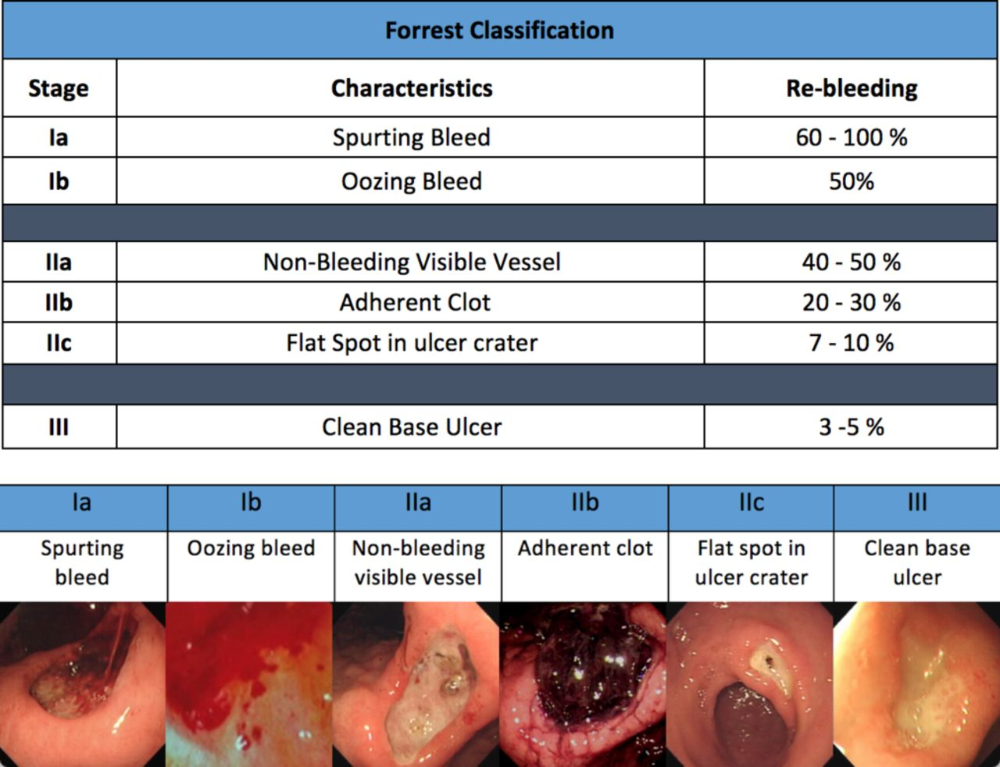 Forrest Classification
Stage Characteristics Re-bleeding
Ia Spurting Bleed 60 - 100 %
Ib Oozing Bleed 50%
IIa Non-Bleeding Visible Vessel 40 - 50 %
IIb Adherent Clot 20 - 30 %
IIc Flat Spot in ulcer crater 7 - 10 %
III Clean Base Ulcer 3 -5 %
Ia Ib IIa IIb IIc III
Spurting Oozing bleed Non-bleeding Adherent clot Flat spot in Clean base
bleed visible vessel ulcer crater ulcer